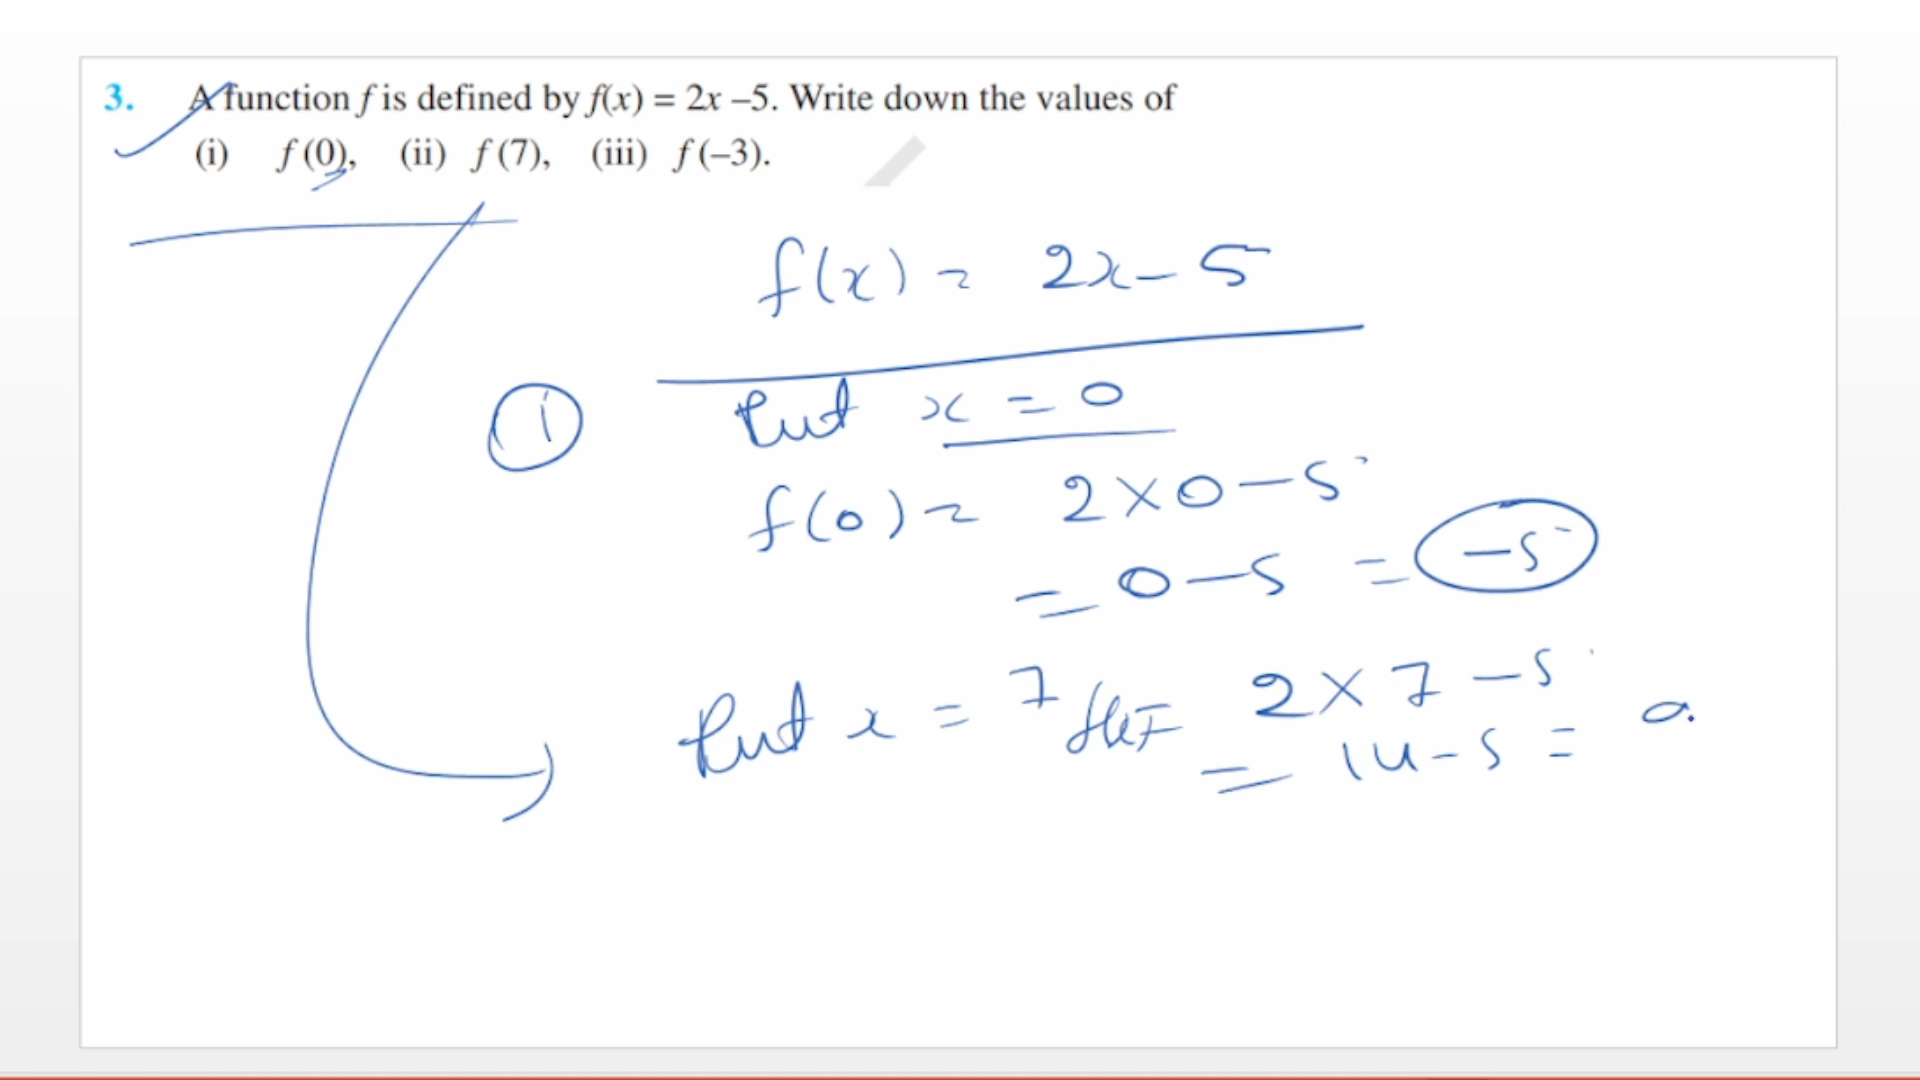 3. A function f is defined by f(x) = 2x –5. Write down the values of
(i) f (0), (ii) f (7), (iii) f (–3).
f(x) = 2x - 5
(i)
Put x = 0
f(0) = 2 × 0 - 5
= 0 - 5 = -5
Put x = 7 2 × 7 - 5
= 14 - 5 =